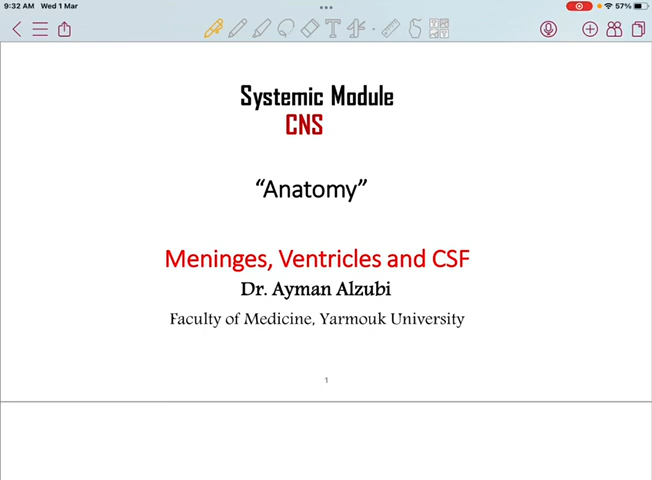 9:32 AM Wed 1 Mar
57%
Systemic Module
CNS
“Anatomy”
Meninges, Ventricles and CSF
Dr. Ayman Alzubi
Faculty of Medicine, Yarmouk University
1